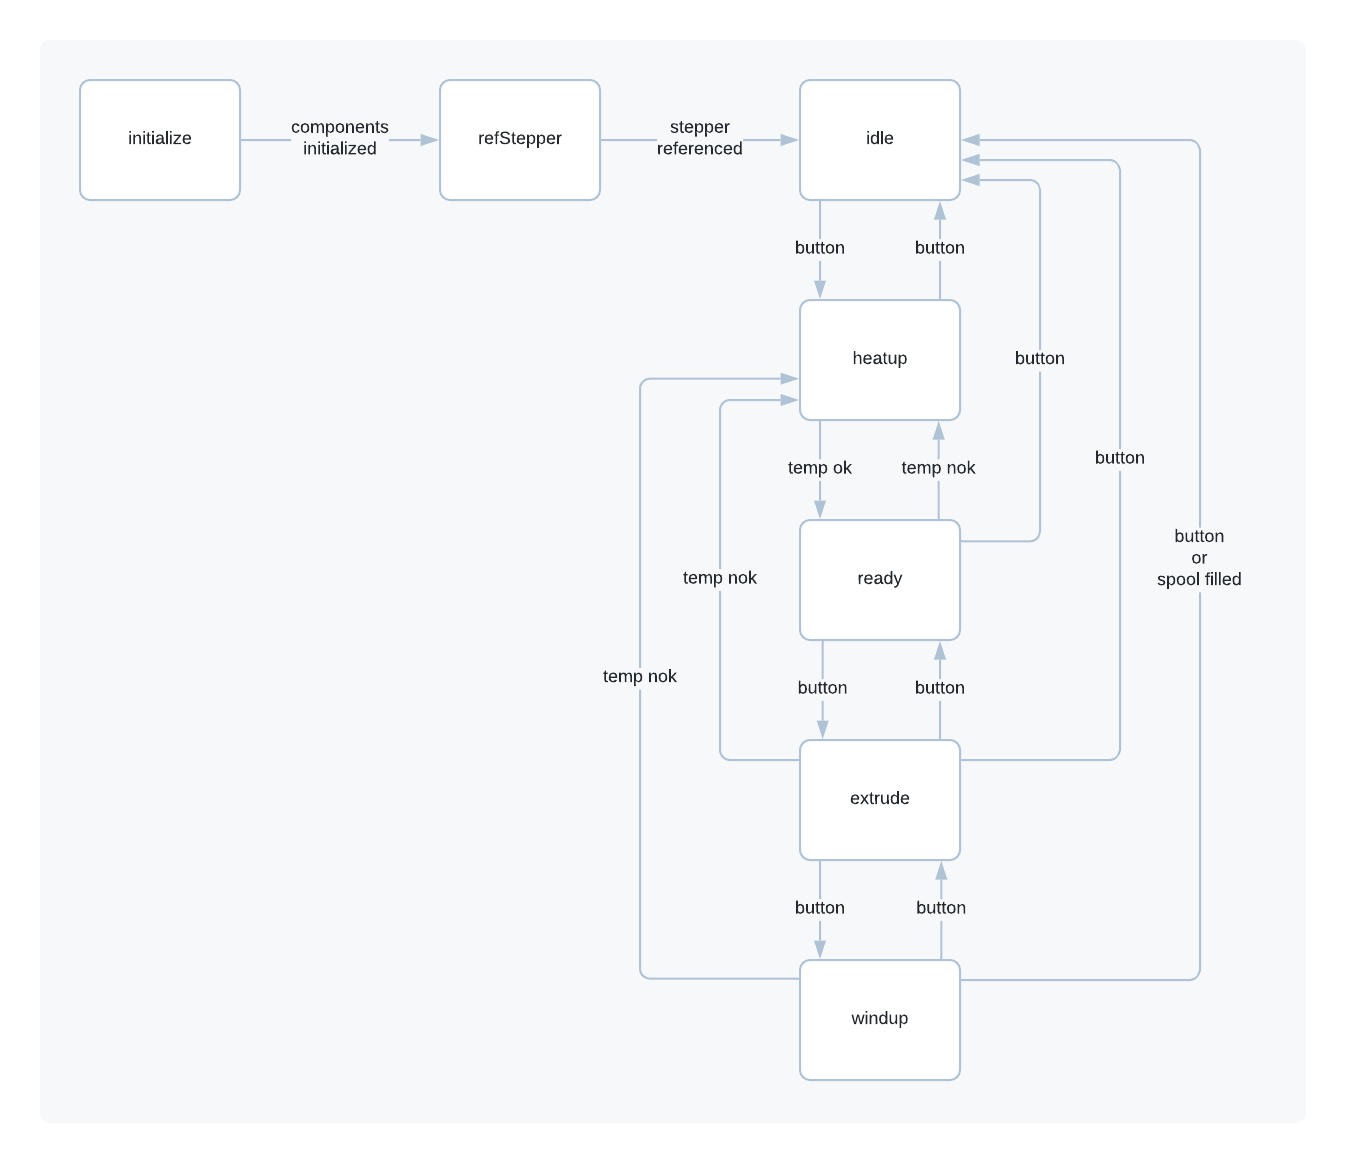 initialize
components
initialized
refStepper
stepper
referenced
idle
button
button
heatup
button
button
temp ok
temp nok
button
or
spool filled
temp nok
ready
temp nok
button
button
extrude
button
button
windup